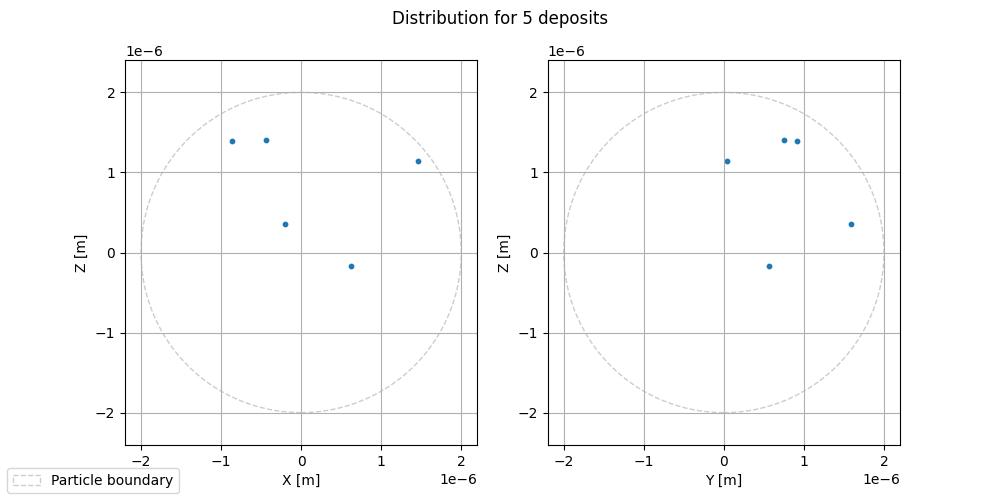 Distribution for 5 deposits
1e−6
1e−6
2
1
0
−1
−2
Z [m]
2
1
0
−1
−2
Z [m]
−2 −1 0 1 2
−2 −1 0 1 2
X [m]
1e−6
Y [m]
1e−6
Particle boundary